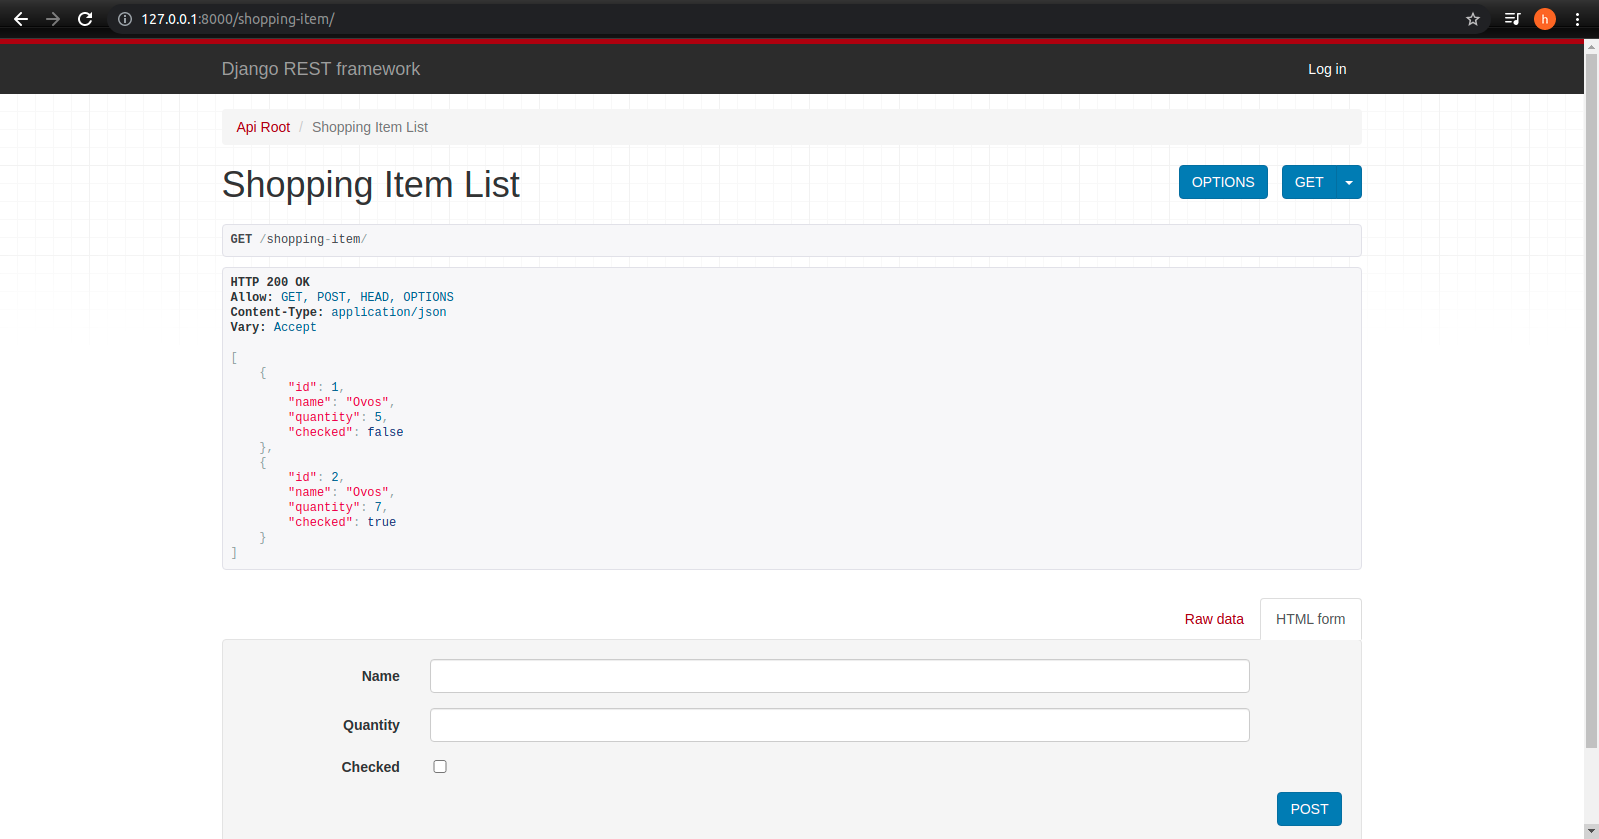 127.0.0.1:8000/shopping-item/
h
Django REST framework
Log in
Api Root / Shopping Item List
Shopping Item List
OPTIONS
GET
GET /shopping-item/
HTTP 200 OK
Allow: GET, POST, HEAD, OPTIONS
Content-Type: application/json
Vary: Accept
[
    {
        "id": 1,
        "name": "Ovos",
        "quantity": 5,
        "checked": false
    },
    {
        "id": 2,
        "name": "Ovos",
        "quantity": 7,
        "checked": true
    }
]
Raw data
HTML form
Name
Quantity
Checked
POST